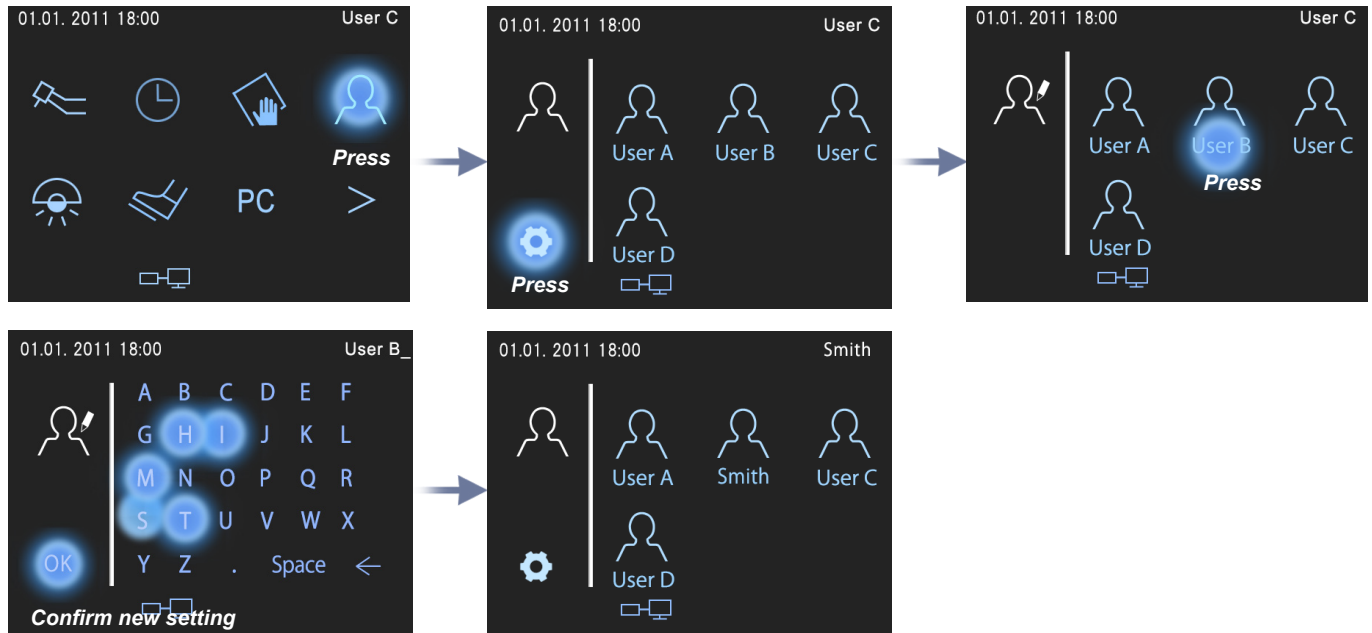 01.01. 2011 18:00 User C
Press
PC >
01.01. 2011 18:00 User C
User A User B User C
User D
Press
01.01. 2011 18:00 User C
User A User B User C
Press
User D
01.01. 2011 18:00 User B_
A B C D E F
G H I J K L
M N O P Q R
S T U V W X
OK Y Z . Space ←
Confirm new setting
01.01. 2011 18:00 Smith
User A Smith User C
User D